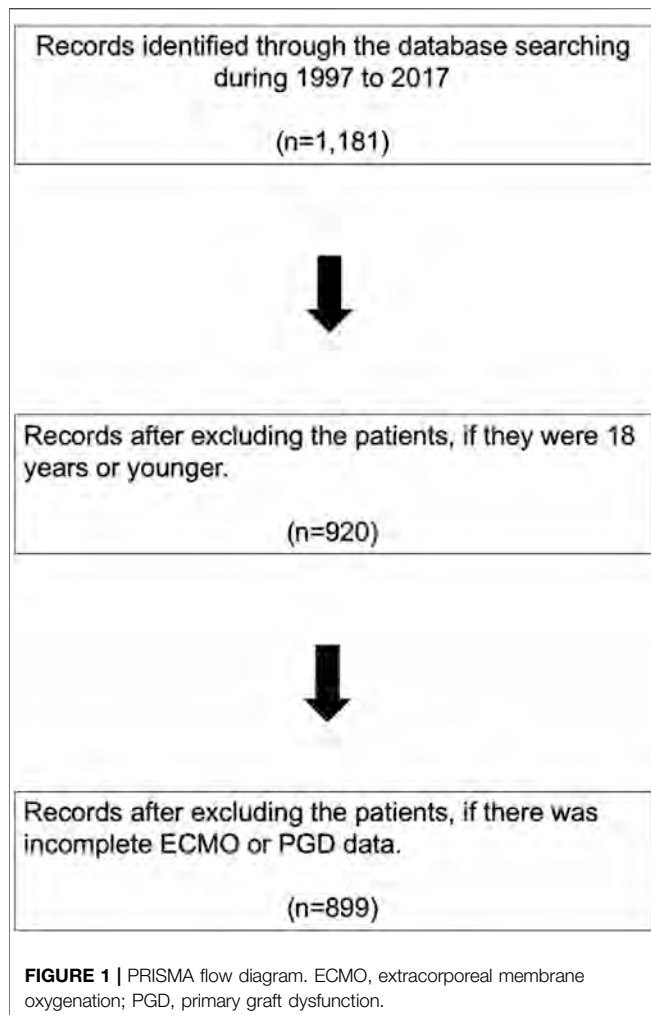 Records identified through the database searching
during 1997 to 2017
(n=1,181)
Records after excluding the patients, if they were 18
years or younger.
(n=920)
Records after excluding the patients, if there was
incomplete ECMO or PGD data.
(n=899)
FIGURE 1 | PRISMA flow diagram. ECMO, extracorporeal membrane
oxygenation; PGD, primary graft dysfunction.